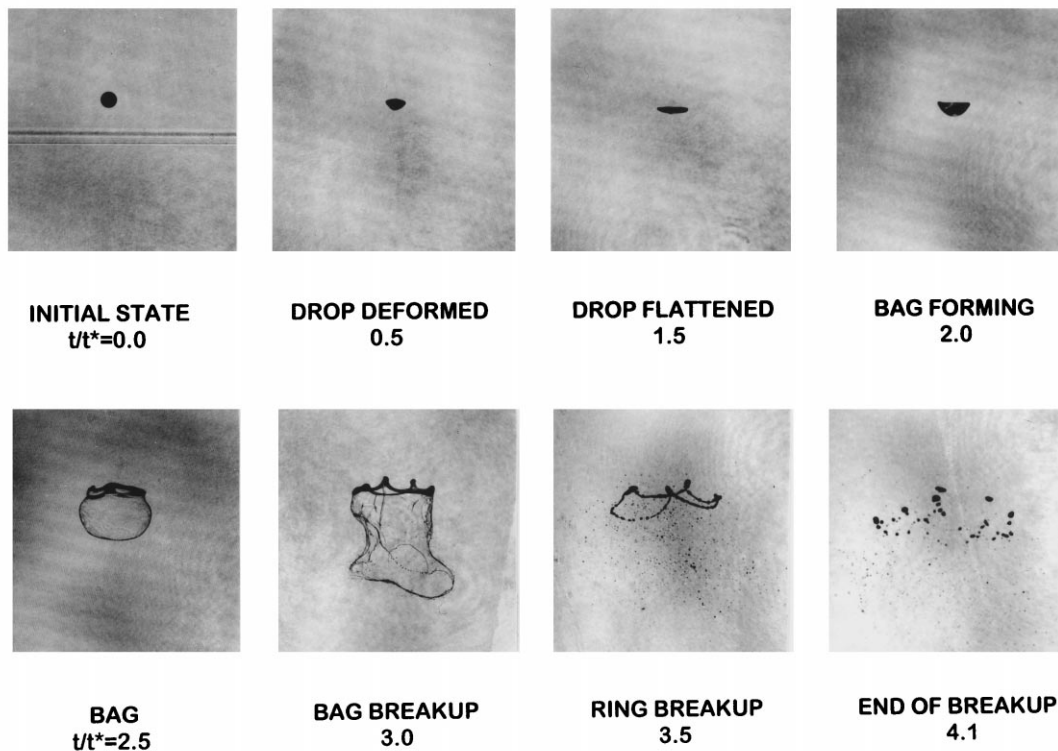 INITIAL STATE
t/t*=0.0
DROP DEFORMED
0.5
DROP FLATTENED
1.5
BAG FORMING
2.0
BAG
t/t*=2.5
BAG BREAKUP
3.0
RING BREAKUP
3.5
END OF BREAKUP
4.1